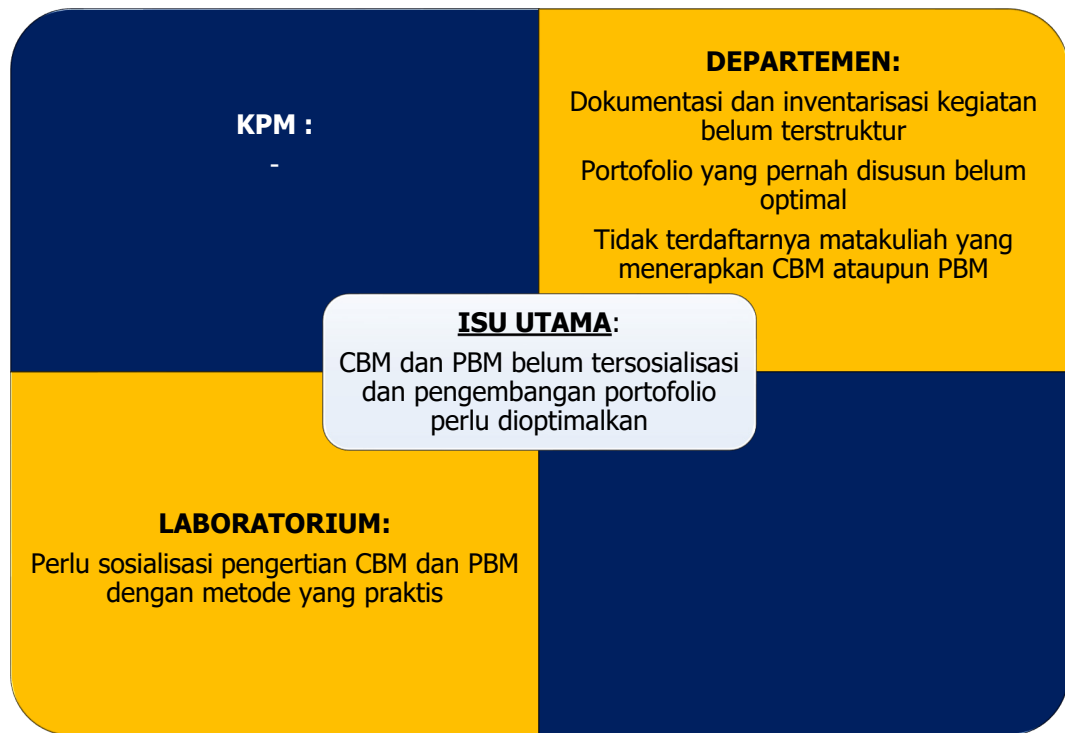 KPM :
-
DEPARTEMEN:
Dokumentasi dan inventarisasi kegiatan
belum terstruktur
Portofolio yang pernah disusun belum
optimal
Tidak terdaftarnya matakuliah yang
menerapkan CBM ataupun PBM
ISU UTAMA:
CBM dan PBM belum tersosialisasi
dan pengembangan portofolio
perlu dioptimalkan
LABORATORIUM:
Perlu sosialisasi pengertian CBM dan PBM
dengan metode yang praktis